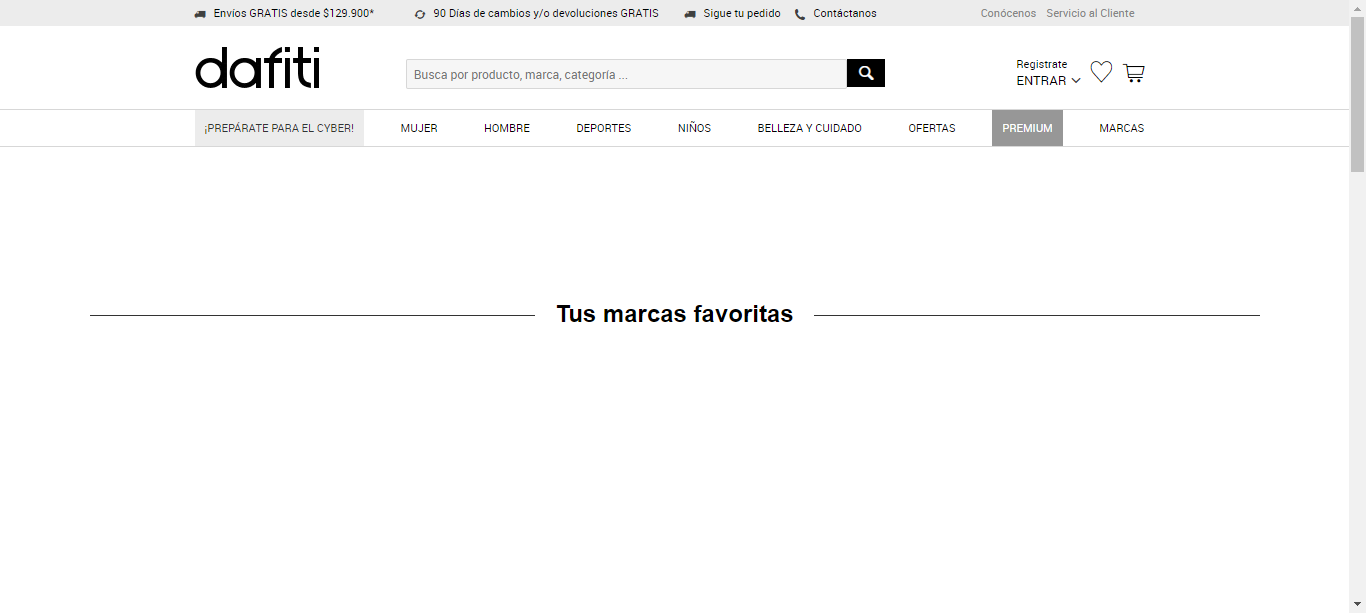 Envíos GRATIS desde $129.900*
90 Días de cambios y/o devoluciones GRATIS
Sigue tu pedido
Contáctanos
Conócenos
Servicio al Cliente
dafiti
Busca por producto, marca, categoría ...
Registrate
ENTRAR
¡PREPÁRATE PARA EL CYBER!
MUJER
HOMBRE
DEPORTES
NIÑOS
BELLEZA Y CUIDADO
OFERTAS
PREMIUM
MARCAS
Tus marcas favoritas